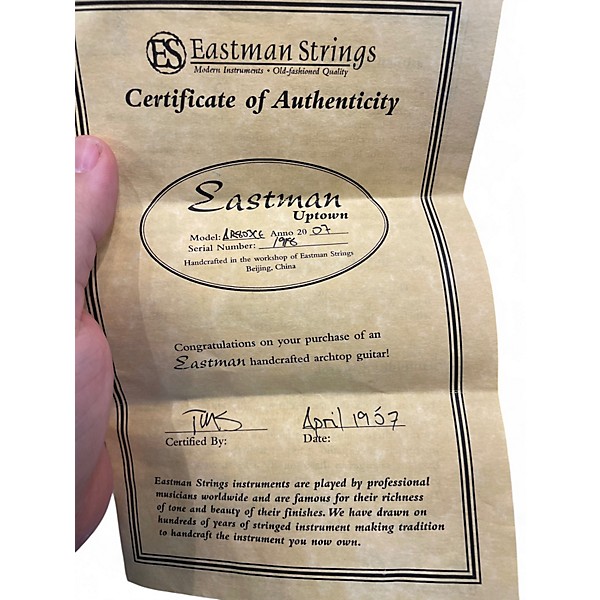 ES Eastman Strings
Modern Instruments • Old-fashioned Quality
Certificate of Authenticity
Eastman
Uptown
Model: Anno 20 07
Serial Number:
Handcrafted in the workshop of Eastman Strings
Beijing, China
Congratulations on your purchase of an
Eastman handcrafted archtop guitar!
April 19 '07
Certified By: Date:
Eastman Strings instruments are played by professional
musicians worldwide and are famous for their richness
of tone and beauty of their finishes. We have drawn on
hundreds of years of stringed instrument making tradition
to handcraft the instrument you now own.